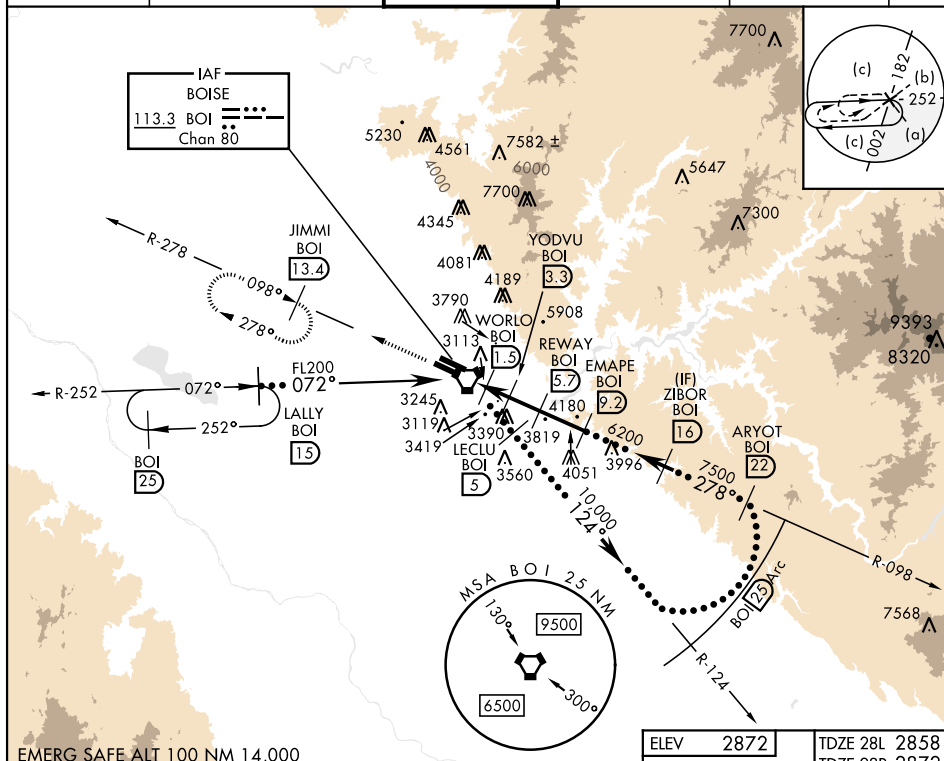 7700
(c)
182
(b)
252
(a)
(c)
002
IAF
BOISE
113.3 BOI
Chan 80
5230
4561
4000
7582 ±
6000
7700
5647
7300
4345
R-278
JIMMI
BOI
13.4
YODVU
BOI
3.3
4081
4189
098°
278°
3790
5908
WORLO
BOI
1.5
3113
REWAY
BOI
5.7
EMAPE
BOI
9.2
(IF)
ZIBOR
BOI
16
9393
8320
R-252
072°
FL200
072°
252°
LALLY
BOI
15
BOI
25
3245
3119
3419
3390
3819
4180
6200
3996
4051
3560
LECLU
BOI
5
ARYOT
BOI
22
7500
278°
10,000
124°
R-098
BOI 25 Arc
7568
R-124
MSA BOI 25 NM
130°
9500
6500
300°
EMERG SAFE ALT 100 NM 14,000
ELEV 2872
TDZE 28L 2858
TDZE 28R 2872